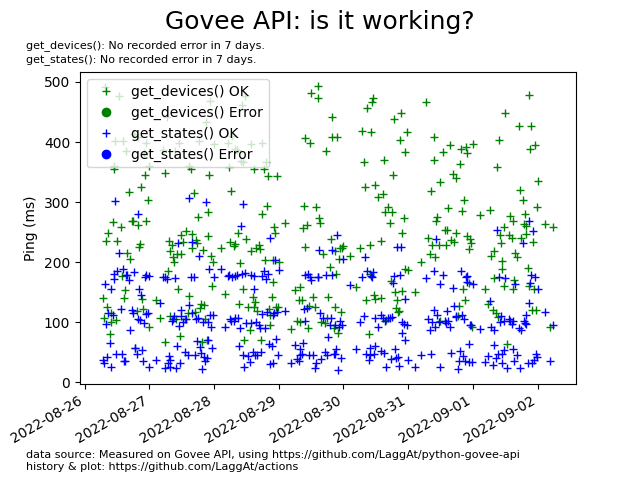 Govee API: is it working?
get_devices(): No recorded error in 7 days.
get_states(): No recorded error in 7 days.
get_devices() OK
get_devices() Error
get_states() OK
get_states() Error
Ping (ms)
500
400
300
200
100
0
2022-08-26
2022-08-27
2022-08-28
2022-08-29
2022-08-30
2022-08-31
2022-09-01
2022-09-02
data source: Measured on Govee API, using https://github.com/LaggAt/python-govee-api
history & plot: https://github.com/LaggAt/actions